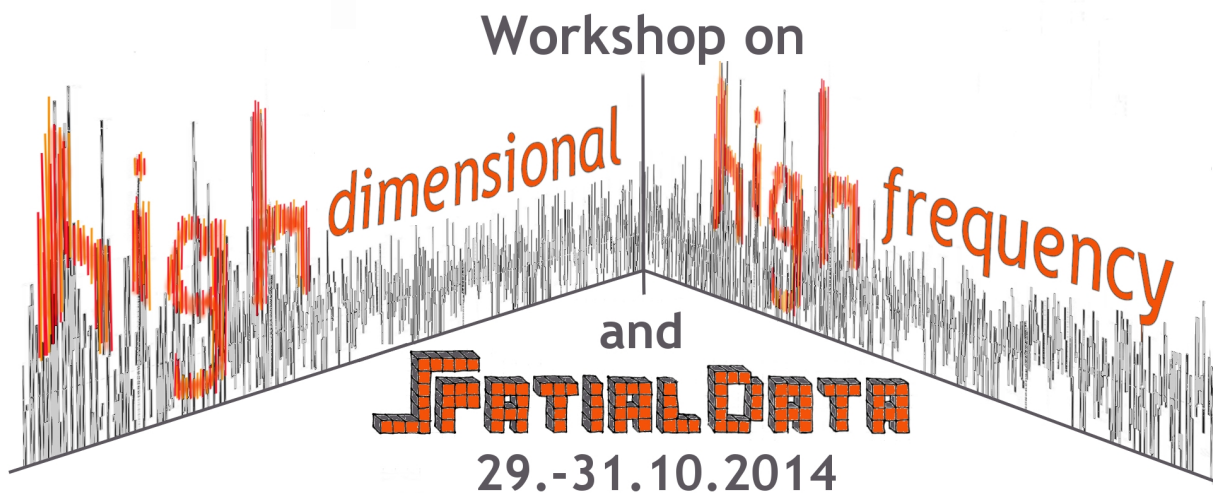 Workshop on
high dimensional
high frequency
and
SPATIALDATA
29.-31.10.2014